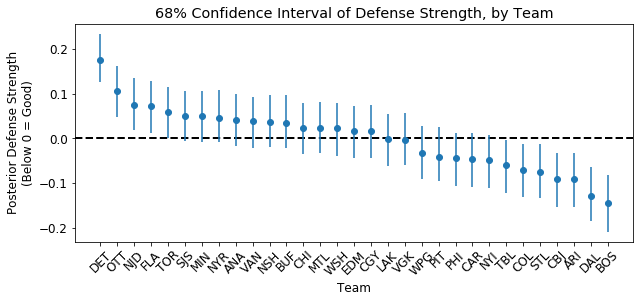 68% Confidence Interval of Defense Strength, by Team
Posterior Defense Strength
(Below 0 = Good)
0.2
0.1
0.0
−0.1
−0.2
DET OTT NJD FLA TOR SJS MIN NYR ANA VAN NSH BUF CHI MTL WSH EDM CGY LAK VGK WPG PIT PHI CAR NYI TBL COL STL CBJ ARI DAL BOS
Team